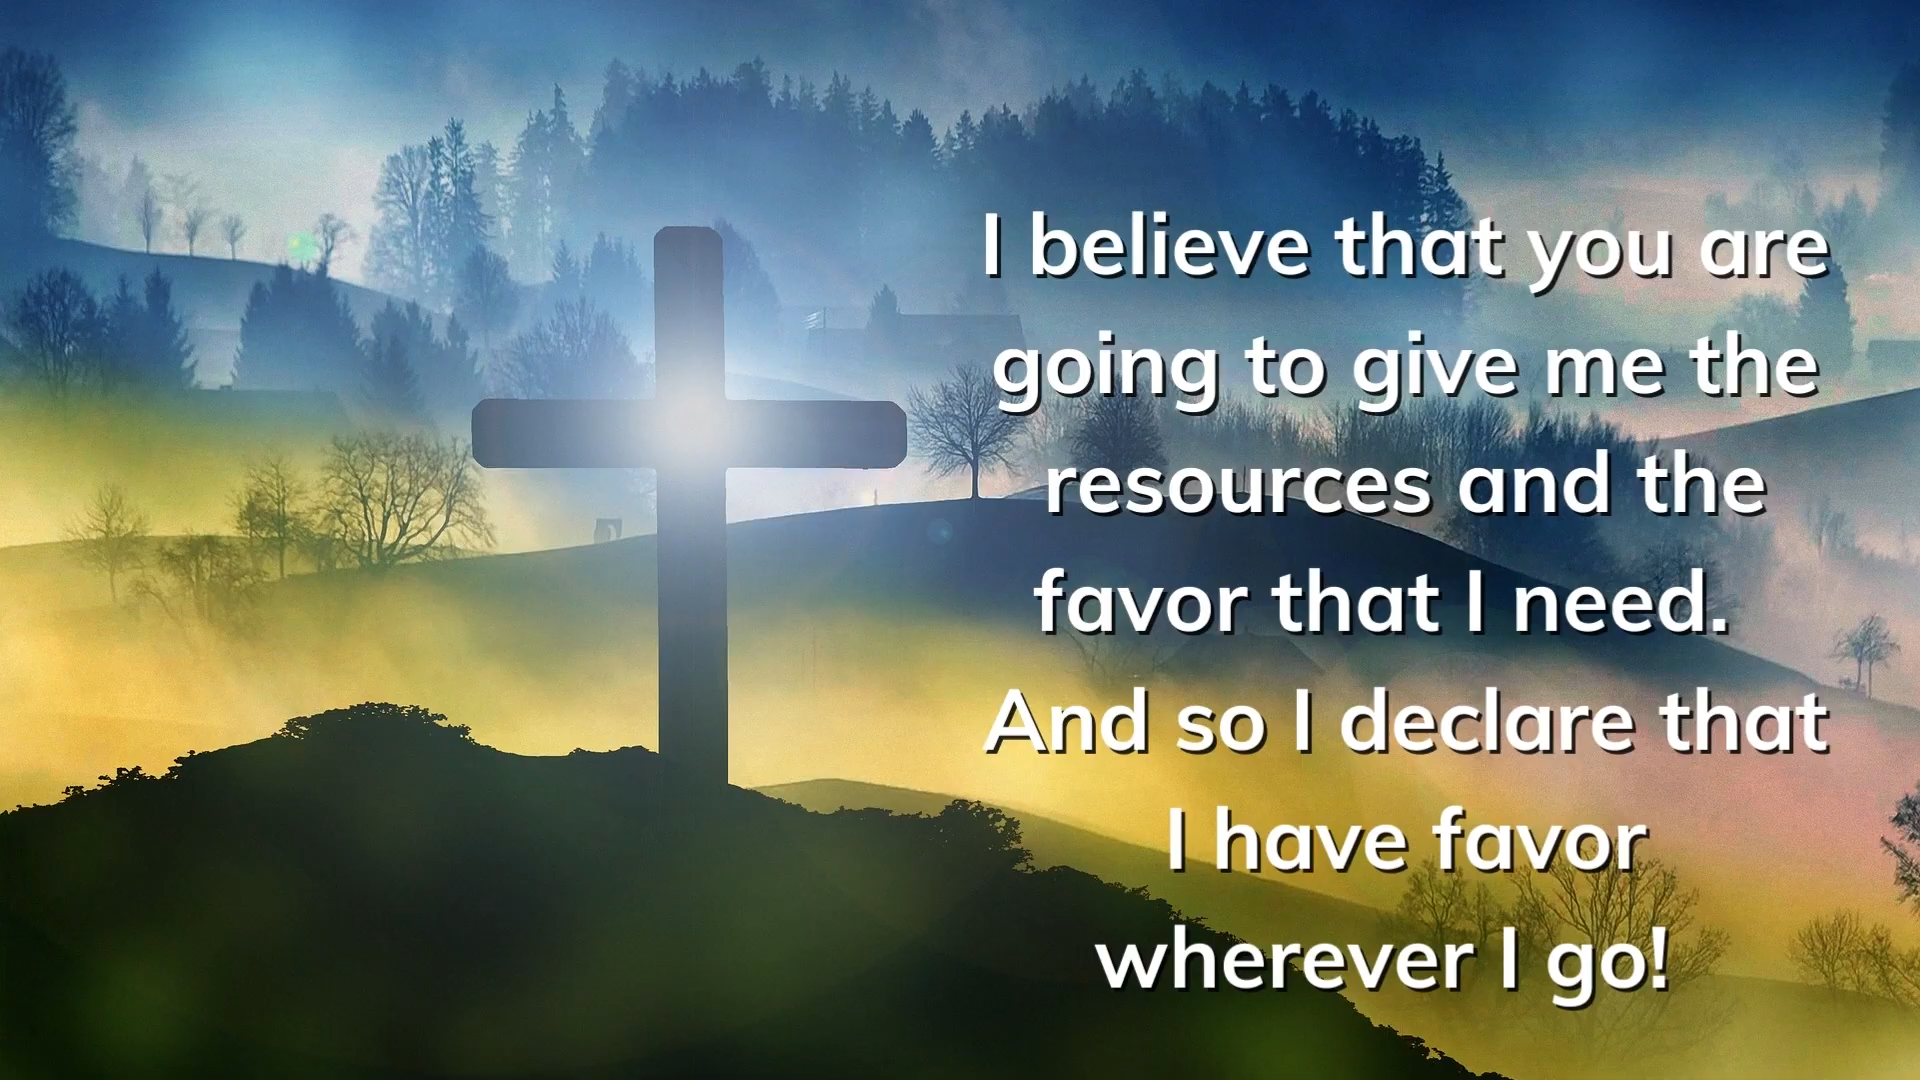 I believe that you are
going to give me the
resources and the
favor that I need.
And so I declare that
I have favor
wherever I go!